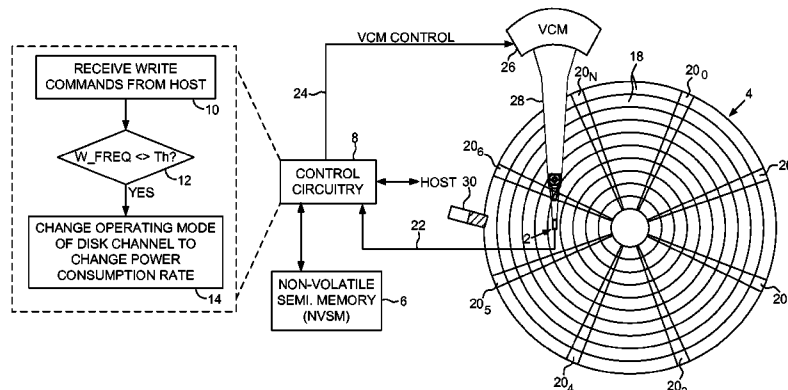 RECEIVE WRITE
COMMANDS FROM HOST
10
W_FREQ <> Th?
12
YES
CHANGE OPERATING MODE
OF DISK CHANNEL TO
CHANGE POWER
CONSUMPTION RATE
14
VCM CONTROL
24
8
CONTROL
CIRCUITRY
HOST
22
NON-VOLATILE
SEMI. MEMORY
(NVSM)
6
VCM
26
28
20N
18
200
4
206
30
2
205
204